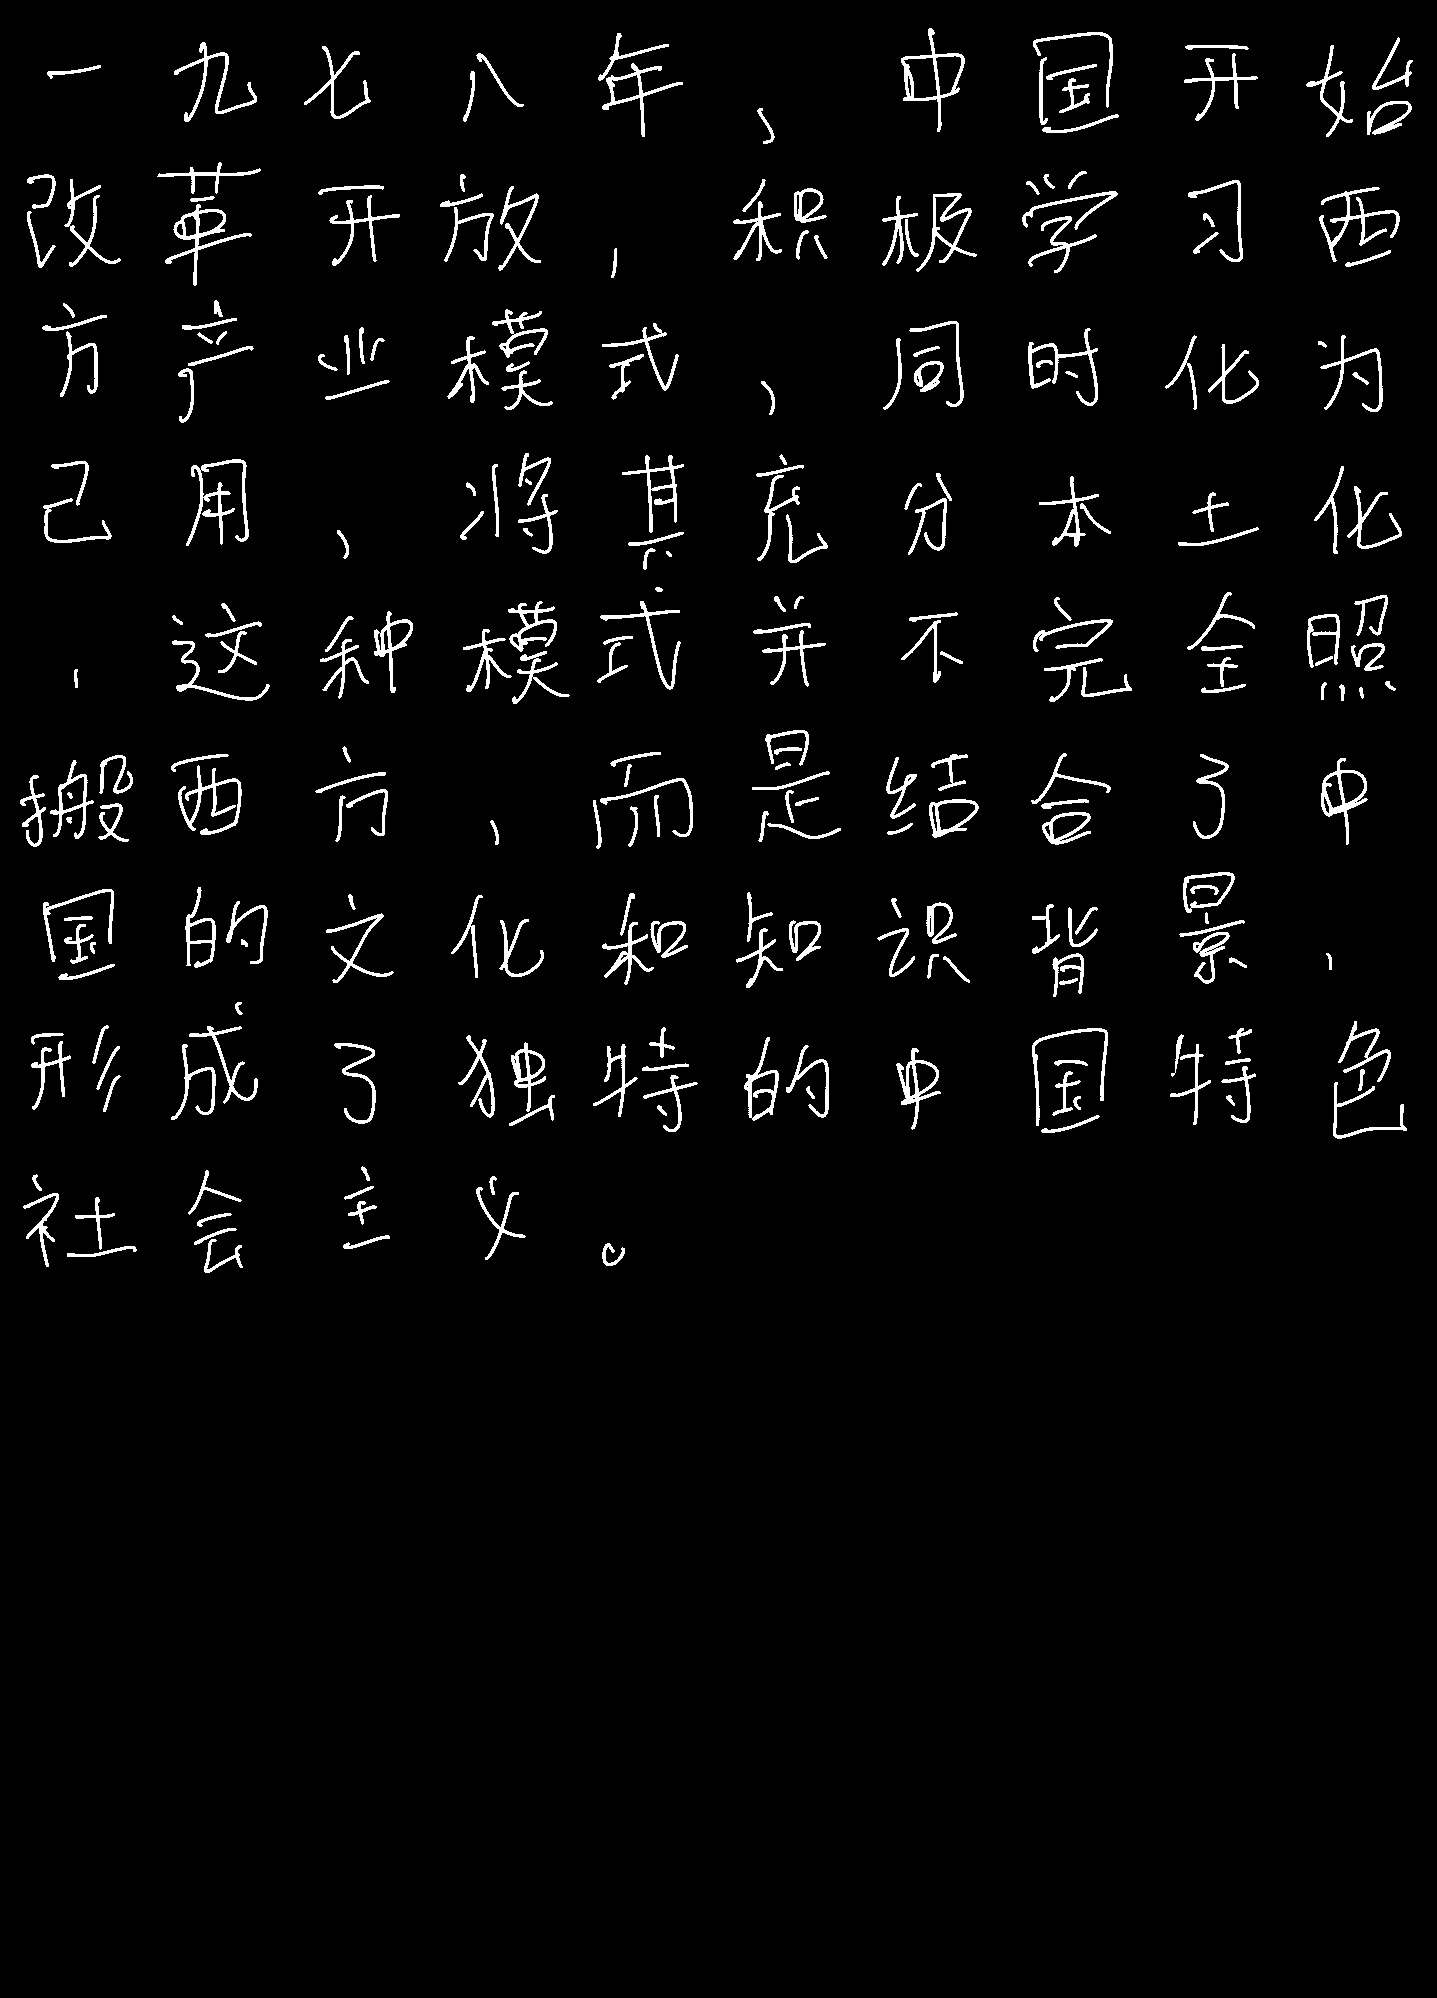 一九七八年，中国开始
改革开放，积极学习西
方产业模式，同时化为
己用，将其充分本土化
，这种模式并不完全照
搬西方，而是结合了中
国的文化和知识背景，
形成了独特的中国特色
社会主义。